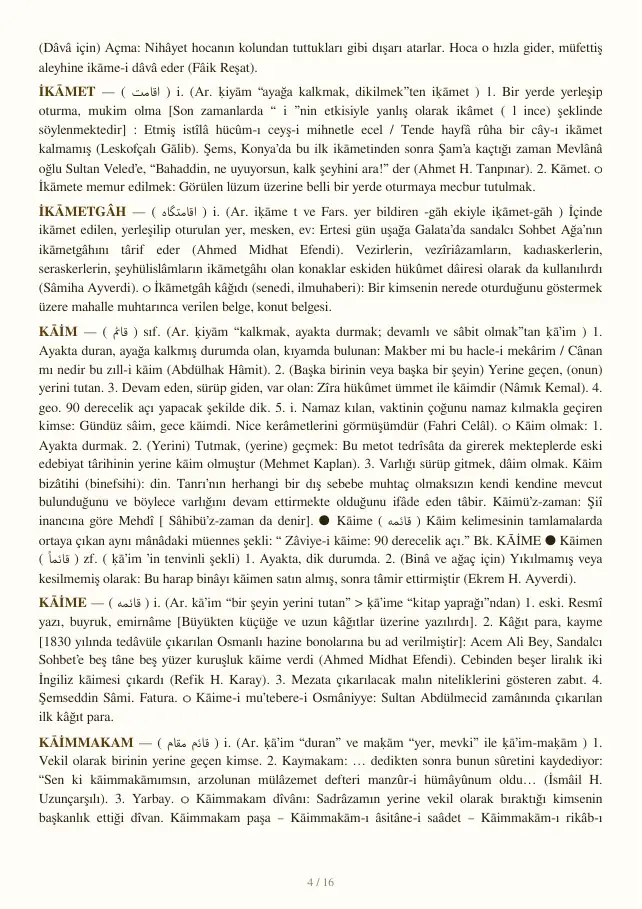 (Dâvâ için) Açma: Nihâyet hocanın kolundan tuttukları gibi dışarı atarlar. Hoca o hızla gider, müfettiş
aleyhine ikāme-i dâvâ eder (Fâik Reşat).
İKĀMET — ( اقامت ) i. (Ar. ḳiyām “ayağa kalkmak, dikilmek”ten iḳāmet ) 1. Bir yerde yerleşip
oturma, mukim olma [Son zamanlarda “ i ”nin etkisiyle yanlış olarak ikâmet ( l ince) şeklinde
söylenmektedir] : Etmiş istîlâ hücûm-ı ceyş-i mihnetle ecel / Tende hayfâ rûha bir cây-ı ikāmet
kalmamış (Leskofçalı Gālib). Şems, Konya’da bu ilk ikāmetinden sonra Şam’a kaçtığı zaman Mevlânâ
oğlu Sultan Veled’e, “Bahaddin, ne uyuyorsun, kalk şeyhini ara!” der (Ahmet H. Tanpınar). 2. Kāmet. ѻ
İkāmete memur edilmek: Görülen lüzum üzerine belli bir yerde oturmaya mecbur tutulmak.
İKĀMETGÂH — ( اقامتگاه ) i. (Ar. iḳāme t ve Fars. yer bildiren -gāh ekiyle iḳāmet-gāh ) İçinde
ikāmet edilen, yerleşilip oturulan yer, mesken, ev: Ertesi gün uşağa Galata’da sandalcı Sohbet Ağa’nın
ikāmetgâhını târif eder (Ahmed Midhat Efendi). Vezirlerin, vezîriâzamların, kadıaskerlerin,
seraskerlerin, şeyhülislâmların ikāmetgâhı olan konaklar eskiden hükûmet dâiresi olarak da kullanılırdı
(Sâmiha Ayverdi). ѻ İkāmetgâh kâğıdı (senedi, ilmuhaberi): Bir kimsenin nerede oturduğunu göstermek
üzere mahalle muhtarınca verilen belge, konut belgesi.
KĀİM — ( قائم ) sıf. (Ar. ḳiyām “kalkmak, ayakta durmak; devamlı ve sâbit olmak”tan ḳā’im ) 1.
Ayakta duran, ayağa kalkmış durumda olan, kıyamda bulunan: Makber mi bu hacle-i mekârim / Cânan
mı nedir bu zıll-i kāim (Abdülhak Hâmit). 2. (Başka birinin veya başka bir şeyin) Yerine geçen, (onun)
yerini tutan. 3. Devam eden, sürüp giden, var olan: Zîra hükûmet ümmet ile kāimdir (Nâmık Kemal). 4.
geo. 90 derecelik açı yapacak şekilde dik. 5. i. Namaz kılan, vaktinin çoğunu namaz kılmakla geçiren
kimse: Gündüz sâim, gece kāimdi. Nice kerâmetlerini görmüşümdür (Fahri Celâl). ѻ Kāim olmak: 1.
Ayakta durmak. 2. (Yerini) Tutmak, (yerine) geçmek: Bu metot tedrîsâta da girerek mekteplerde eski
edebiyat târihinin yerine kāim olmuştur (Mehmet Kaplan). 3. Varlığı sürüp gitmek, dâim olmak. Kāim
bizâtihi (binefsihi): din. Tanrı’nın herhangi bir dış sebebe muhtaç olmaksızın kendi kendine mevcut
bulunduğunu ve böylece varlığını devam ettirmekte olduğunu ifâde eden tâbir. Kāimü’z-zaman: Şiî
inancına göre Mehdî [ Sâhibü’z-zaman da denir]. ● Kāime ( قائمه ) Kāim kelimesinin tamlamalarda
ortaya çıkan aynı mânâdaki müennes şekli: “ Zâviye-i kāime: 90 derecelik açı.” Bk. KĀİME ● Kāimen
( قائماً ) zf. ( ḳā’im ’in tenvinli şekli) 1. Ayakta, dik durumda. 2. (Binâ ve ağaç için) Yıkılmamış veya
kesilmemiş olarak: Bu harap binâyı kāimen satın almış, sonra tâmir ettirmiştir (Ekrem H. Ayverdi).
KĀİME — ( قائمه ) i. (Ar. kā’im “bir şeyin yerini tutan” > ḳā’ime “kitap yaprağı”ndan) 1. eski. Resmî
yazı, buyruk, emirnâme [Büyükten küçüğe ve uzun kâğıtlar üzerine yazılırdı]. 2. Kâğıt para, kayme
[1830 yılında tedâvüle çıkarılan Osmanlı hazine bonolarına bu ad verilmiştir]: Acem Ali Bey, Sandalcı
Sohbet’e beş tâne beş yüzer kuruşluk kāime verdi (Ahmed Midhat Efendi). Cebinden beşer liralık iki
İngiliz kāimesi çıkardı (Refik H. Karay). 3. Mezata çıkarılacak malın niteliklerini gösteren zabıt. 4.
Şemseddin Sâmi. Fatura. ѻ Kāime-i mu’tebere-i Osmâniyye: Sultan Abdülmecid zamânında çıkarılan
ilk kâğıt para.
KĀİMMAKAM — ( قائم مقام ) i. (Ar. ḳā’im “duran” ve maḳām “yer, mevki” ile ḳā’im-maḳām ) 1.
Vekil olarak birinin yerine geçen kimse. 2. Kaymakam: … dedikten sonra bunun sûretini kaydediyor:
“Sen ki kāimmakāmımsın, arzolunan mülâzemet defteri manzûr-i hümâyûnum oldu… (İsmâil H.
Uzunçarşılı). 3. Yarbay. ѻ Kāimmakam dîvânı: Sadrâzamın yerine vekil olarak bıraktığı kimsenin
başkanlık ettiği dîvan. Kāimmakam paşa – Kāimmakām-ı âsitâne-i saâdet – Kāimmakām-ı rikâb-ı
4 / 16